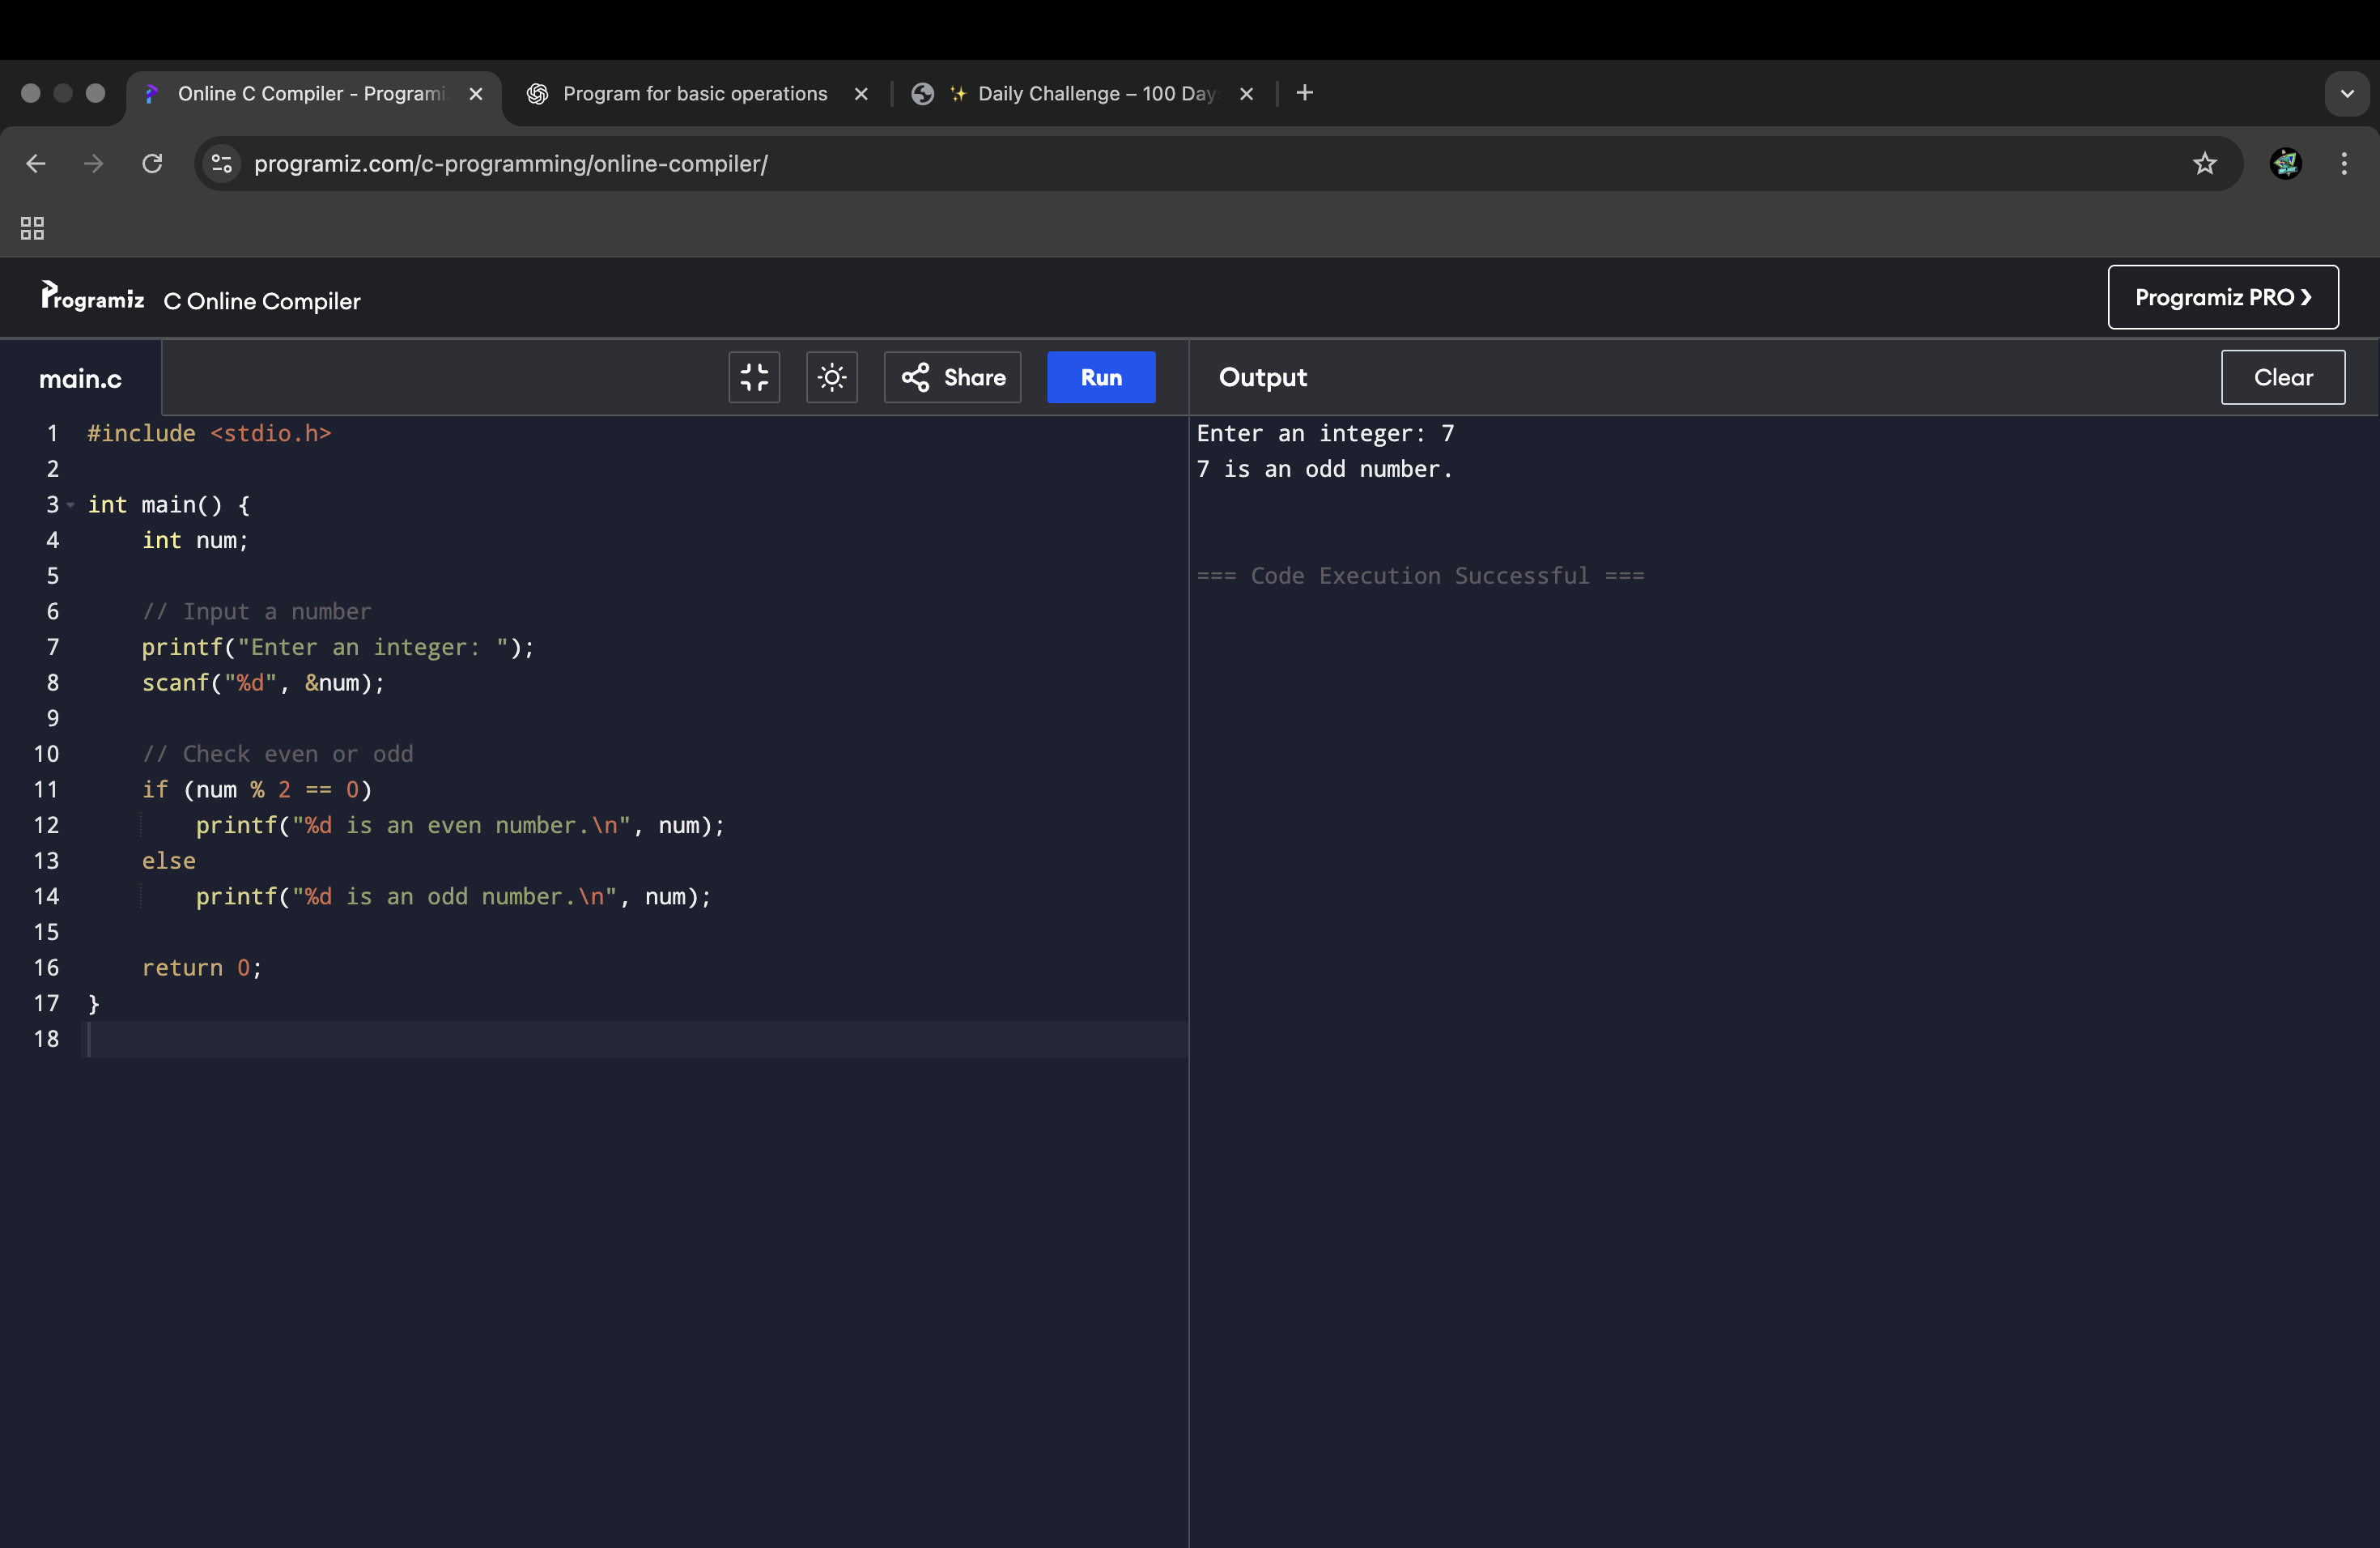 Online C Compiler - Programi
Program for basic operations
✨ Daily Challenge – 100 Day
programiz.com/c-programming/online-compiler/
Programiz C Online Compiler
Programiz PRO ❯
main.c
Share
Run
Output
Clear
1 #include <stdio.h>
2
3 int main() {
4     int num;
5
6     // Input a number
7     printf("Enter an integer: ");
8     scanf("%d", &num);
9
10     // Check even or odd
11     if (num % 2 == 0)
12         printf("%d is an even number.\n", num);
13     else
14         printf("%d is an odd number.\n", num);
15
16     return 0;
17 }
18
Enter an integer: 7
7 is an odd number.
=== Code Execution Successful ===